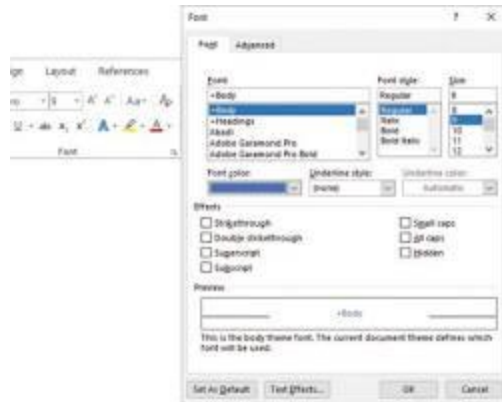 Font ? ×
Font Advanced
Layout References
Aa
Font
Font: Font style: Size:
+Body Regular
+Body Regular 8
+Headings Italic 9
Abadi Bold 10
Adobe Garamond Pro Bold Italic 11
Adobe Garamond Pro Bold 12
Font color: Underline style: Underline color:
(none) Automatic
Effects
Strikethrough Small caps
Double strikethrough All caps
Superscript Hidden
Subscript
Preview
+Body
This is the body theme font. The current document theme defines which
font will be used.
Set As Default Text Effects... OK Cancel